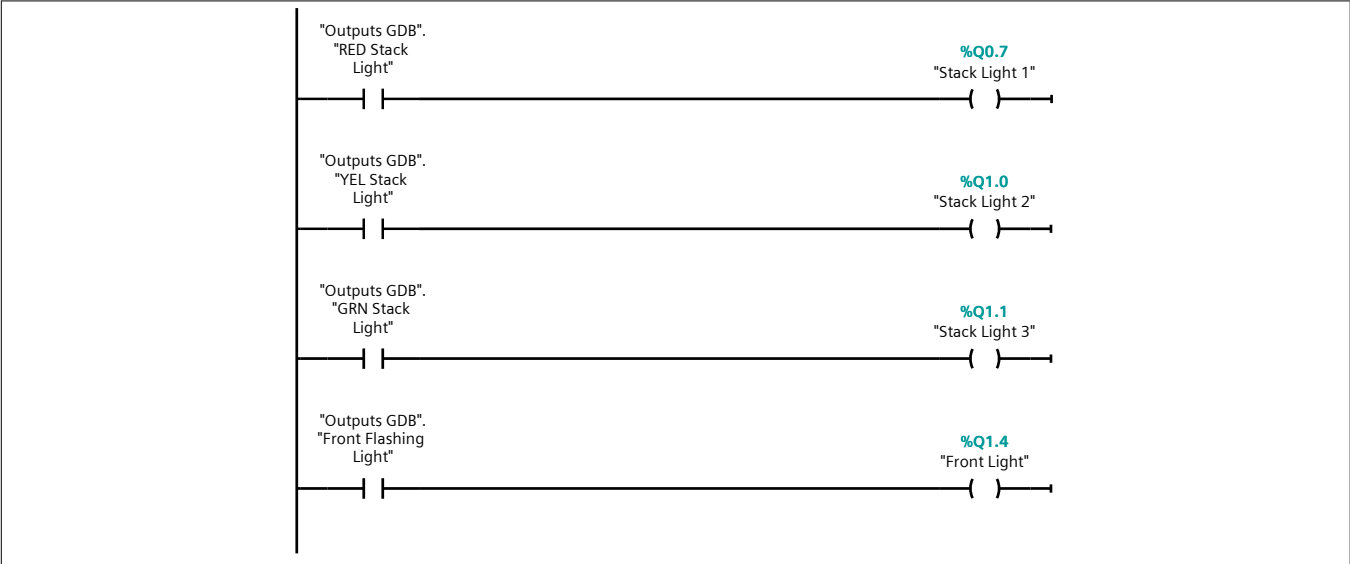 "Outputs GDB".
"RED Stack
Light"
%Q0.7
"Stack Light 1"
"Outputs GDB".
"YEL Stack
Light"
%Q1.0
"Stack Light 2"
"Outputs GDB".
"GRN Stack
Light"
%Q1.1
"Stack Light 3"
"Outputs GDB".
"Front Flashing
Light"
%Q1.4
"Front Light"